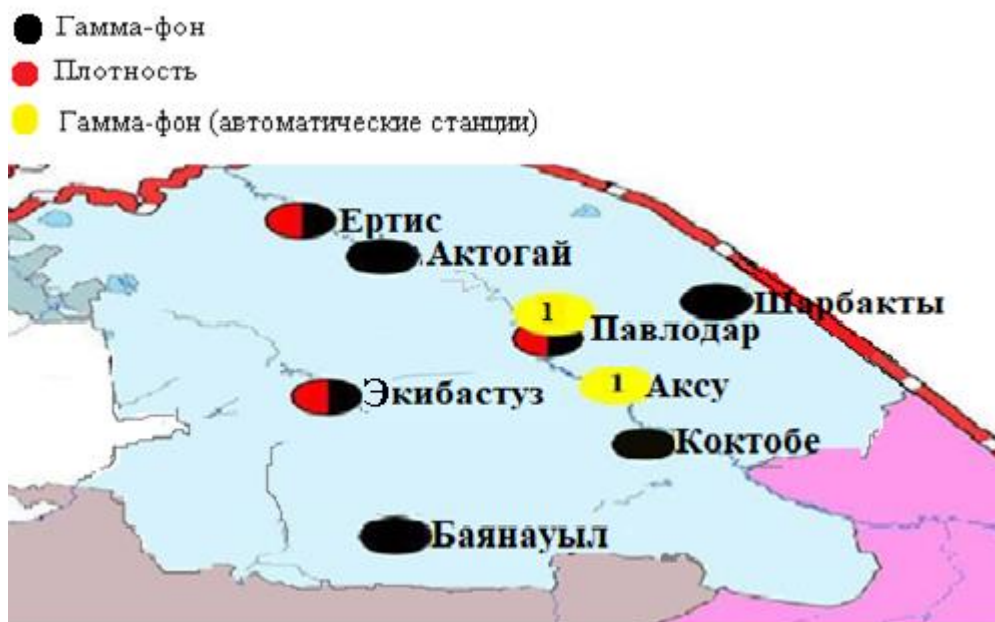 Гамма-фон
Плотность
Гамма-фон (автоматические станции)
Ертис
Актогай
Шарбакты
1
Павлодар
1
Аксу
Экибастуз
Коктобе
Баянауыл